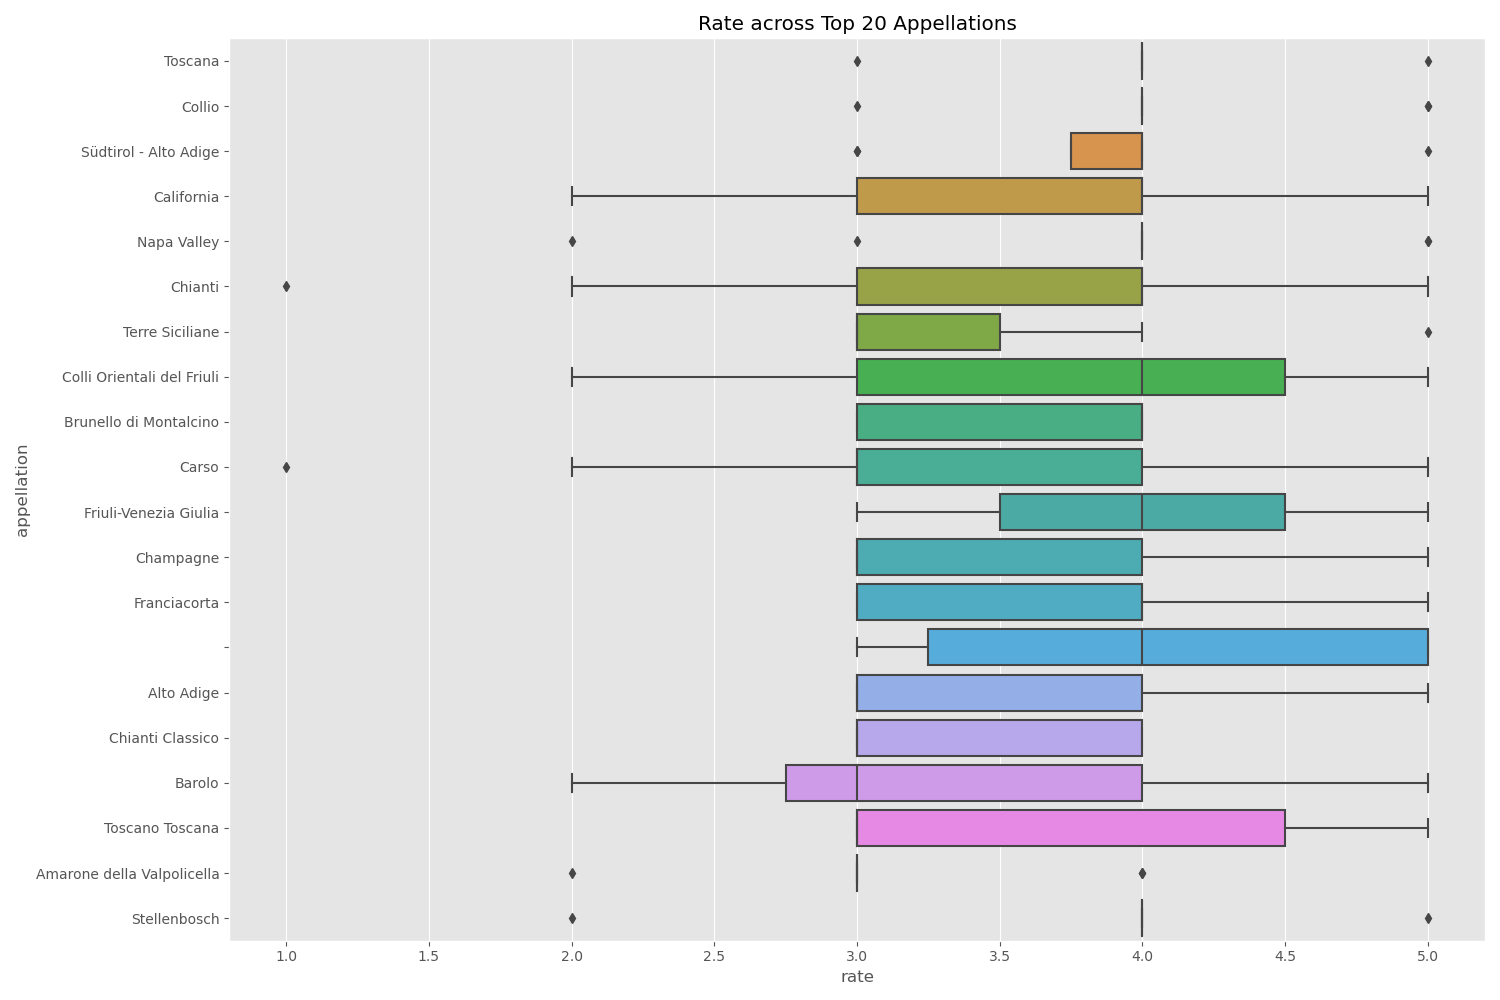 Rate across Top 20 Appellations
Toscana
Collio
Südtirol - Alto Adige
California
Napa Valley
Chianti
Terre Siciliane
Colli Orientali del Friuli
Brunello di Montalcino
Carso
Friuli-Venezia Giulia
Champagne
Franciacorta
Alto Adige
Chianti Classico
Barolo
Toscano Toscana
Amarone della Valpolicella
Stellenbosch
appellation
1.0 1.5 2.0 2.5 3.0 3.5 4.0 4.5 5.0
rate